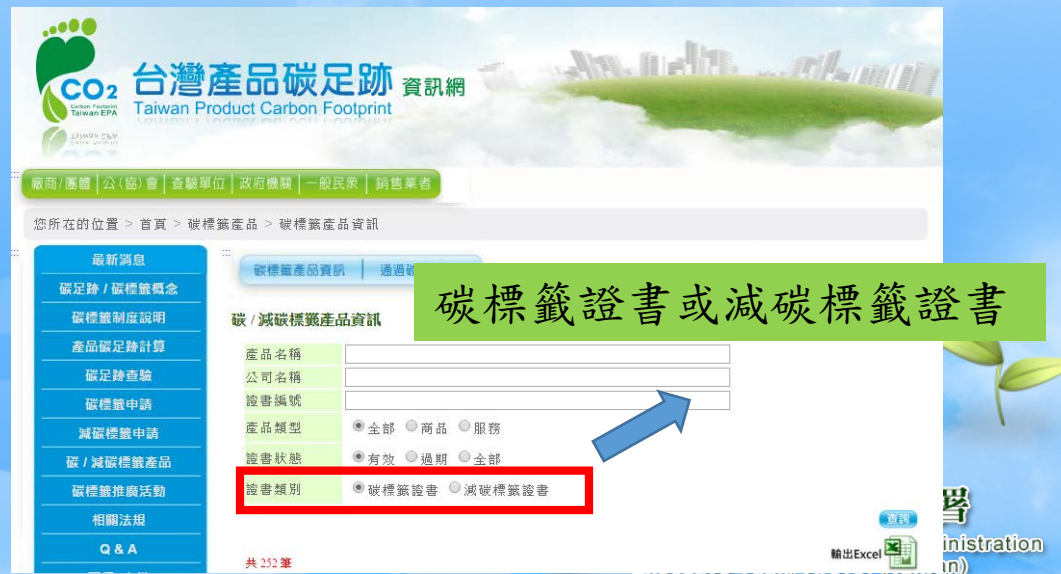 CO2
Carbon Footprint
Taiwan EPA
台灣產品碳足跡 資訊網
Taiwan Product Carbon Footprint
廠商/團體 | 公(協)會 | 查驗單位 | 政府機關 | 一般民眾 | 銷售業者
您所在的位置 > 首頁 > 碳標籤產品 > 碳標籤產品資訊
最新消息
碳足跡 / 碳標籤概念
碳標籤制度說明
產品碳足跡計算
碳足跡查驗
碳標籤申請
減碳標籤申請
碳 / 減碳標籤產品
碳標籤推廣活動
相關法規
Q & A
碳標籤產品資訊 | 通過
碳標籤證書或減碳標籤證書
碳 / 減碳標籤產品資訊
產品名稱
公司名稱
證書編號
產品類型 全部 商品 服務
證書狀態 有效 過期 全部
證書類別 碳標籤證書 減碳標籤證書
查詢
輸出Excel
共 252 筆
署
inistration